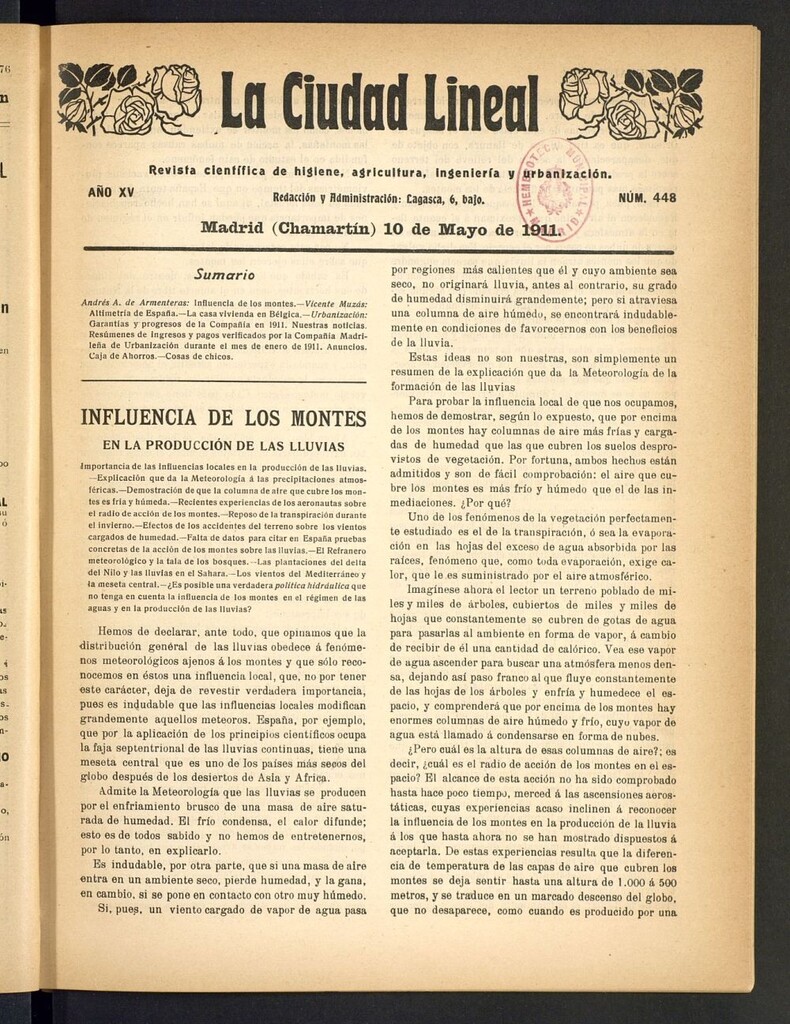 La Ciudad Lineal
Revista científica de higiene, agricultura, ingeniería y urbanización.
AÑO XV
Redacción y Administración: Lagasca, 6, bajo.
NÚM. 448
Madrid (Chamartín) 10 de Mayo de 1911.
HEMEROTECA MUNICIPAL
MADRID
Sumario
Andrés A. de Armenteras: Influencia de los montes.—Vicente Muzás:
Altimetría de España.—La casa vivienda en Bélgica.—Urbanización:
Garantías y progresos de la Compañía en 1911. Nuestras noticias.
Resúmenes de ingresos y pagos verificados por la Compañía Madri-
leña de Urbanización durante el mes de enero de 1911. Anuncios.
Caja de Ahorros.—Cosas de chicos.
INFLUENCIA DE LOS MONTES
EN LA PRODUCCIÓN DE LAS LLUVIAS
Importancia de las influencias locales en la producción de las lluvias.
—Explicación que da la Meteorología á las precipitaciones atmos-
féricas.—Demostración de que la columna de aire que cubre los mon-
tes es fría y húmeda.—Recientes experiencias de los aeronautas sobre
el radio de acción de los montes.—Reposo de la transpiración durante
el invierno.—Efectos de los accidentes del terreno sobre los vientos
cargados de humedad.—Falta de datos para citar en España pruebas
concretas de la acción de los montes sobre las lluvias.—El Refranero
meteorológico y la tala de los bosques.—Las plantaciones del delta
del Nilo y las lluvias en el Sahara.—Los vientos del Mediterráneo y
la meseta central.—¿Es posible una verdadera política hidráulica que
no tenga en cuenta la influencia de los montes en el régimen de las
aguas y en la producción de las lluvias?
Hemos de declarar, ante todo, que opinamos que la
distribución genéral de las lluvias obedece á fenóme-
nos meteorológicos ajenos á los montes y que sólo reco-
nocemos en éstos una influencia local, que, no por tener
este carácter, deja de revestir verdadera importancia,
pues es indudable que las influencias locales modifican
grandemente aquellos meteoros. España, por ejemplo,
que por la aplicación de los principios científicos ocupa
la faja septentrional de las lluvias continuas, tiene una
meseta central que es uno de los países más secos del
globo después de los desiertos de Asia y Africa.
Admite la Meteorología que las lluvias se producen
por el enfriamiento brusco de una masa de aire satu-
rada de humedad. El frío condensa, el calor difunde;
esto es de todos sabido y no hemos de entretenernos,
por lo tanto, en explicarlo.
Es indudable, por otra parte, que si una masa de aire
entra en un ambiente seco, pierde humedad, y la gana,
en cambio, si se pone en contacto con otro muy húmedo.
Si, pues, un viento cargado de vapor de agua pasa
por regiones más calientes que él y cuyo ambiente sea
seco, no originará lluvia, antes al contrario, su grado
de humedad disminuirá grandemente; pero si atraviesa
una columna de aire húmedo, se encontrará indudable-
mente en condiciones de favorecernos con los beneficios
de la lluvia.
Estas ideas no son nuestras, son simplemente un
resumen de la explicación que da la Meteorología de la
formación de las lluvias
Para probar la influencia local de que nos ocupamos,
hemos de demostrar, según lo expuesto, que por encima
de los montes hay columnas de aire más frías y carga-
das de humedad que las que cubren los suelos despro-
vistos de vegetación. Por fortuna, ambos hechos están
admitidos y son de fácil comprobación: el aire que cu-
bre los montes es más frío y húmedo que el de las in-
mediaciones. ¿Por qué?
Uno de los fenómenos de la vegetación perfectamen-
te estudiado es el de la transpiración, ó sea la evapora-
ción en las hojas del exceso de agua absorbida por las
raíces, fenómeno que, como toda evaporación, exige ca-
lor, que le es suministrado por el aire atmosférico.
Imagínese ahora el lector un terreno poblado de mi-
les y miles de árboles, cubiertos de miles y miles de
hojas que constantemente se cubren de gotas de agua
para pasarlas al ambiente en forma de vapor, á cambio
de recibir de él una cantidad de calórico. Vea ese vapor
de agua ascender para buscar una atmósfera menos den-
sa, dejando así paso franco al que fluye constantemente
de las hojas de los árboles y enfría y humedece el es-
pacio, y comprenderá que por encima de los montes hay
enormes columnas de aire húmedo y frío, cuyo vapor de
agua está llamado á condensarse en forma de nubes.
¿Pero cuál es la altura de esas columnas de aire?; es
decir, ¿cuál es el radio de acción de los montes en el es-
pacio? El alcance de esta acción no ha sido comprobado
hasta hace poco tiempo, merced á las ascensiones aeros-
táticas, cuyas experiencias acaso inclinen á reconocer
la influencia de los montes en la producción de la lluvia
á los que hasta ahora no se han mostrado dispuestos á
aceptarla. De estas experiencias resulta que la diferen-
cia de temperatura de las capas de aire que cubren los
montes se deja sentir hasta una altura de 1.000 á 500
metros, y se traduce en un marcado descenso del globo,
que no desaparece, como cuando es producido por una